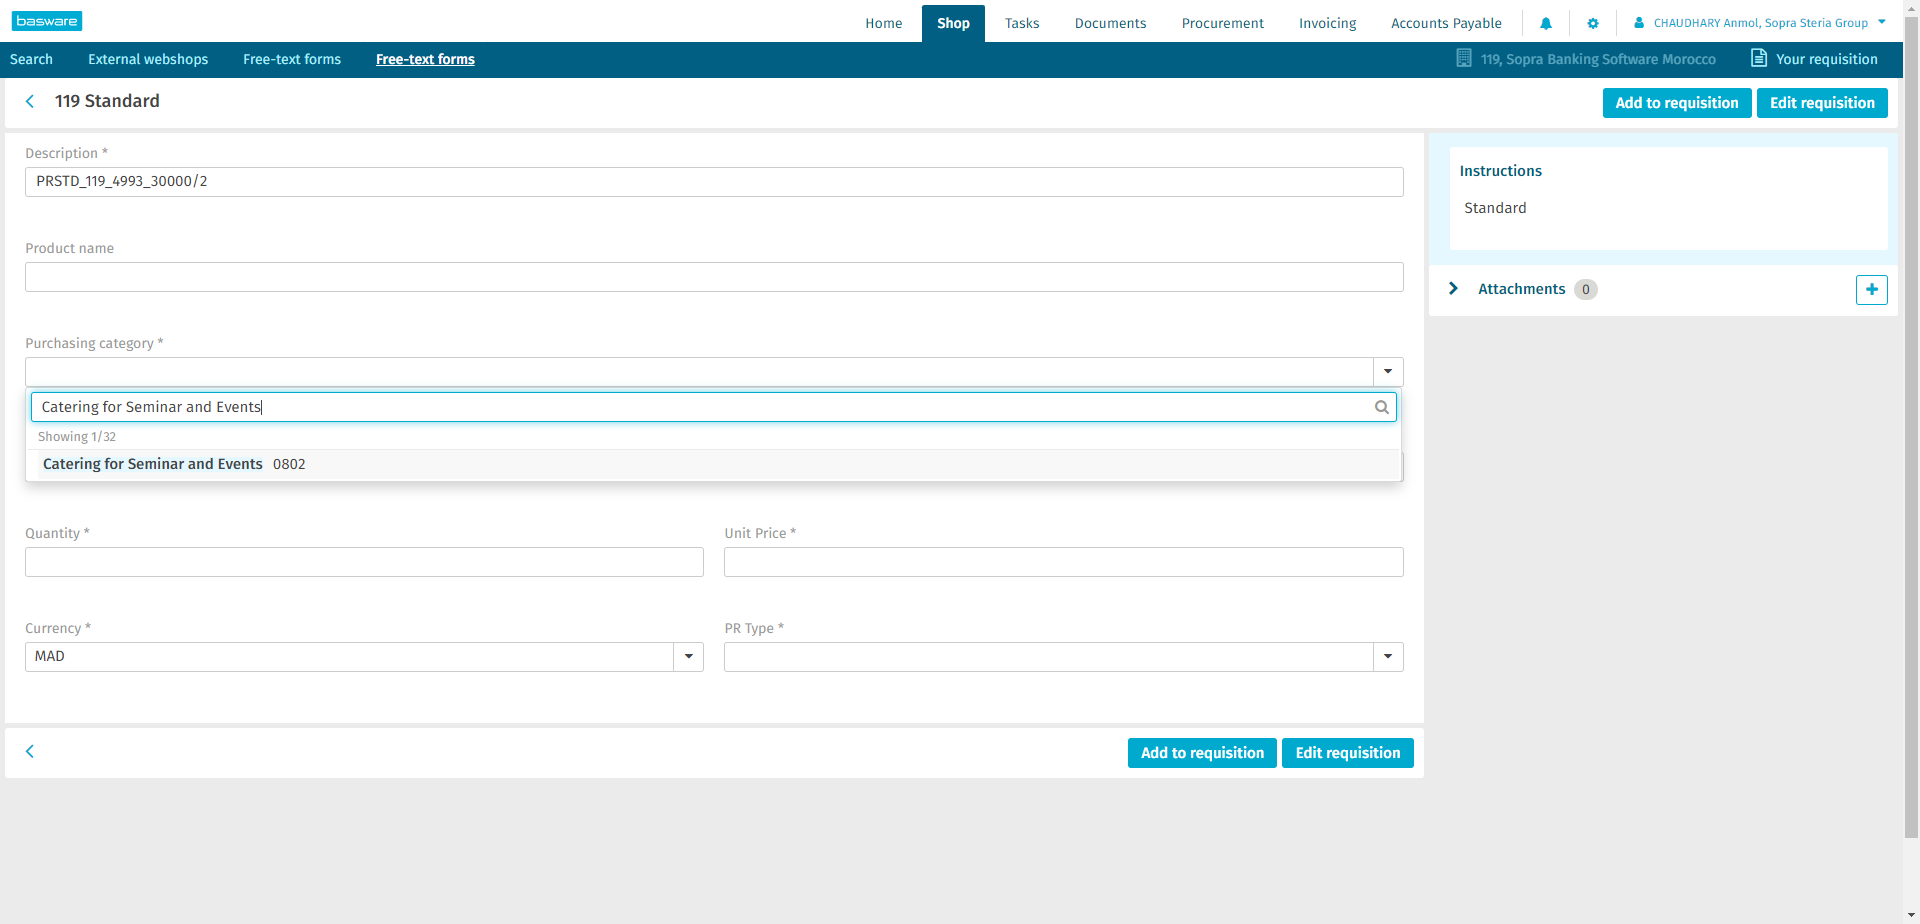 basware
Home Shop Tasks Documents Procurement Invoicing Accounts Payable CHAUDHARY Anmol, Sopra Steria Group
Search External webshops Free-text forms Free-text forms 119, Sopra Banking Software Morocco Your requisition
119 Standard Add to requisition Edit requisition
Description *
PRSTD_119_4993_30000/2
Instructions
Standard
Product name
Attachments 0
Purchasing category *
Catering for Seminar and Events
Showing 1/32
Catering for Seminar and Events 0802
Quantity * Unit Price *
Currency * PR Type *
MAD
Add to requisition Edit requisition